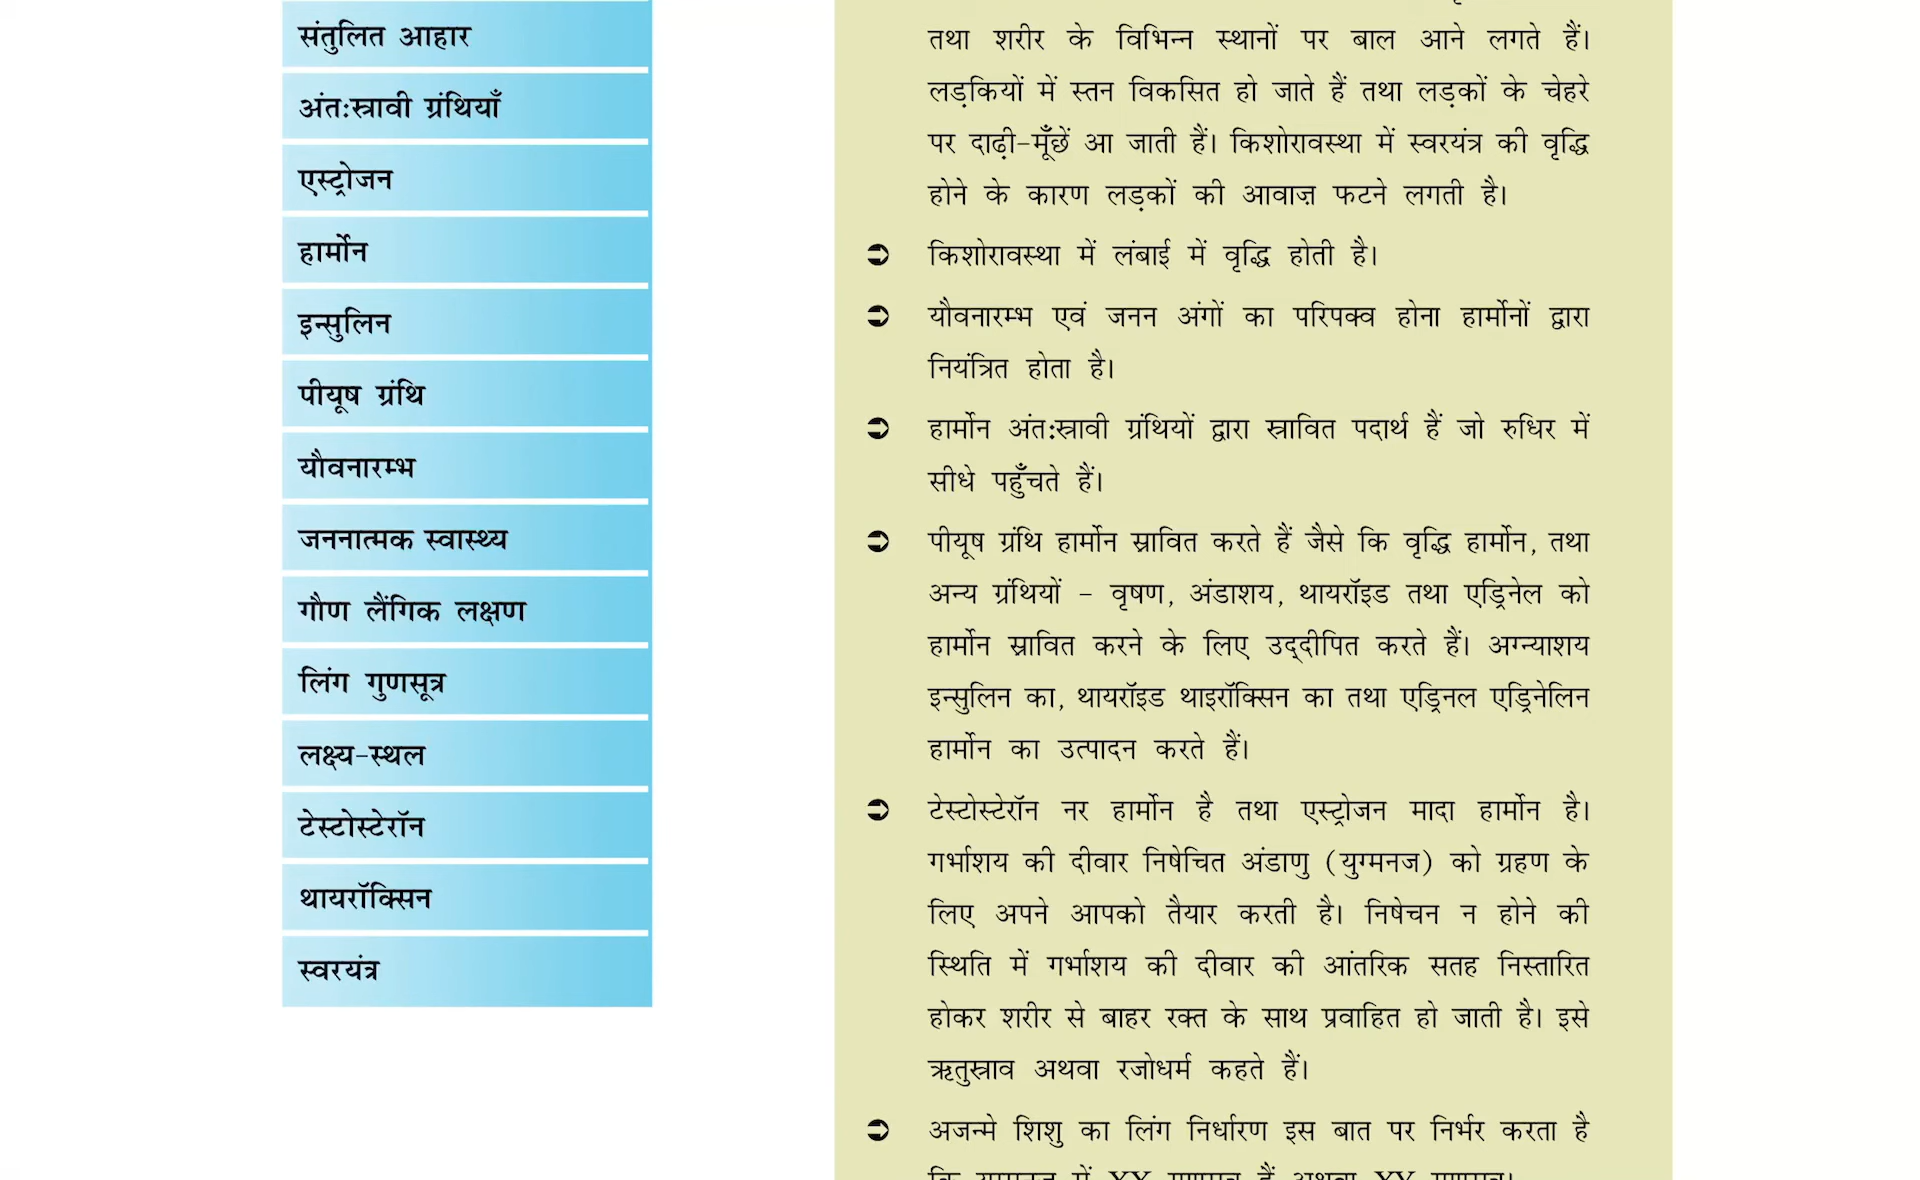 संतुलित आहार
अंतःस्रावी ग्रंथियाँ
एस्ट्रोजन
हार्मोन
इन्सुलिन
पीयूष ग्रंथि
यौवनारम्भ
जननात्मक स्वास्थ्य
गौण लैंगिक लक्षण
लिंग गुणसूत्र
लक्ष्य-स्थल
टेस्टोस्टेरॉन
थायरॉक्सिन
स्वरयंत्र
तथा शरीर के विभिन्न स्थानों पर बाल आने लगते हैं।
लड़कियों में स्तन विकसित हो जाते हैं तथा लड़कों के चेहरे
पर दाढ़ी-मूँछें आ जाती हैं। किशोरावस्था में स्वरयंत्र की वृद्धि
होने के कारण लड़कों की आवाज़ फटने लगती है।
➲ किशोरावस्था में लंबाई में वृद्धि होती है।
➲ यौवनारम्भ एवं जनन अंगों का परिपक्व होना हार्मोनों द्वारा
नियंत्रित होता है।
➲ हार्मोन अंतःस्रावी ग्रंथियों द्वारा स्रावित पदार्थ हैं जो रुधिर में
सीधे पहुँचते हैं।
➲ पीयूष ग्रंथि हार्मोन स्रावित करते हैं जैसे कि वृद्धि हार्मोन, तथा
अन्य ग्रंथियों – वृषण, अंडाशय, थायरॉइड तथा एड्रिनेल को
हार्मोन स्रावित करने के लिए उद्दीपित करते हैं। अग्न्याशय
इन्सुलिन का, थायरॉइड थाइरॉक्सिन का तथा एड्रिनल एड्रिनेलिन
हार्मोन का उत्पादन करते हैं।
➲ टेस्टोस्टेरॉन नर हार्मोन है तथा एस्ट्रोजन मादा हार्मोन है।
गर्भाशय की दीवार निषेचित अंडाणु (युग्मनज) को ग्रहण के
लिए अपने आपको तैयार करती है। निषेचन न होने की
स्थिति में गर्भाशय की दीवार की आंतरिक सतह निस्तारित
होकर शरीर से बाहर रक्त के साथ प्रवाहित हो जाती है। इसे
ऋतुस्राव अथवा रजोधर्म कहते हैं।
➲ अजन्मे शिशु का लिंग निर्धारण इस बात पर निर्भर करता है